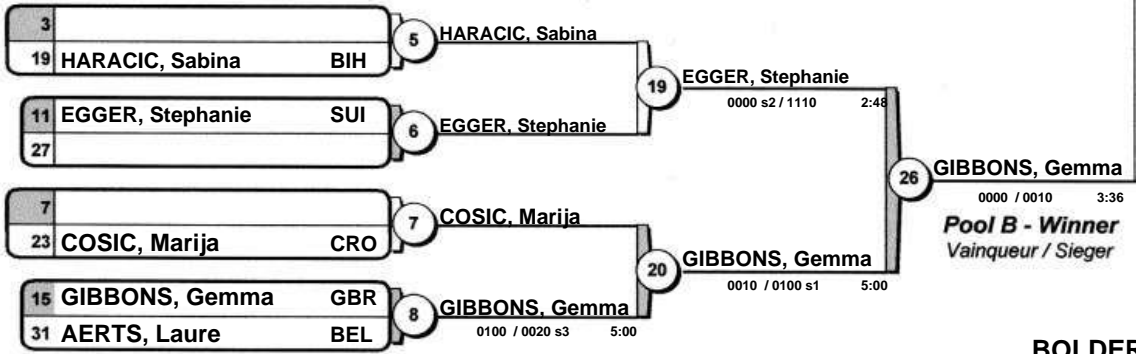 3
19 HARACIC, Sabina BIH
5
HARACIC, Sabina
11 EGGER, Stephanie SUI
27
6
EGGER, Stephanie
19
EGGER, Stephanie
0000 s2 / 1110 2:48
7
23 COSIC, Marija CRO
7
COSIC, Marija
15 GIBBONS, Gemma GBR
31 AERTS, Laure BEL
8
GIBBONS, Gemma
0100 / 0020 s3 5:00
20
GIBBONS, Gemma
0010 / 0100 s1 5:00
26
GIBBONS, Gemma
0000 / 0010 3:36
Pool B - Winner
Vainqueur / Sieger
BOLDER